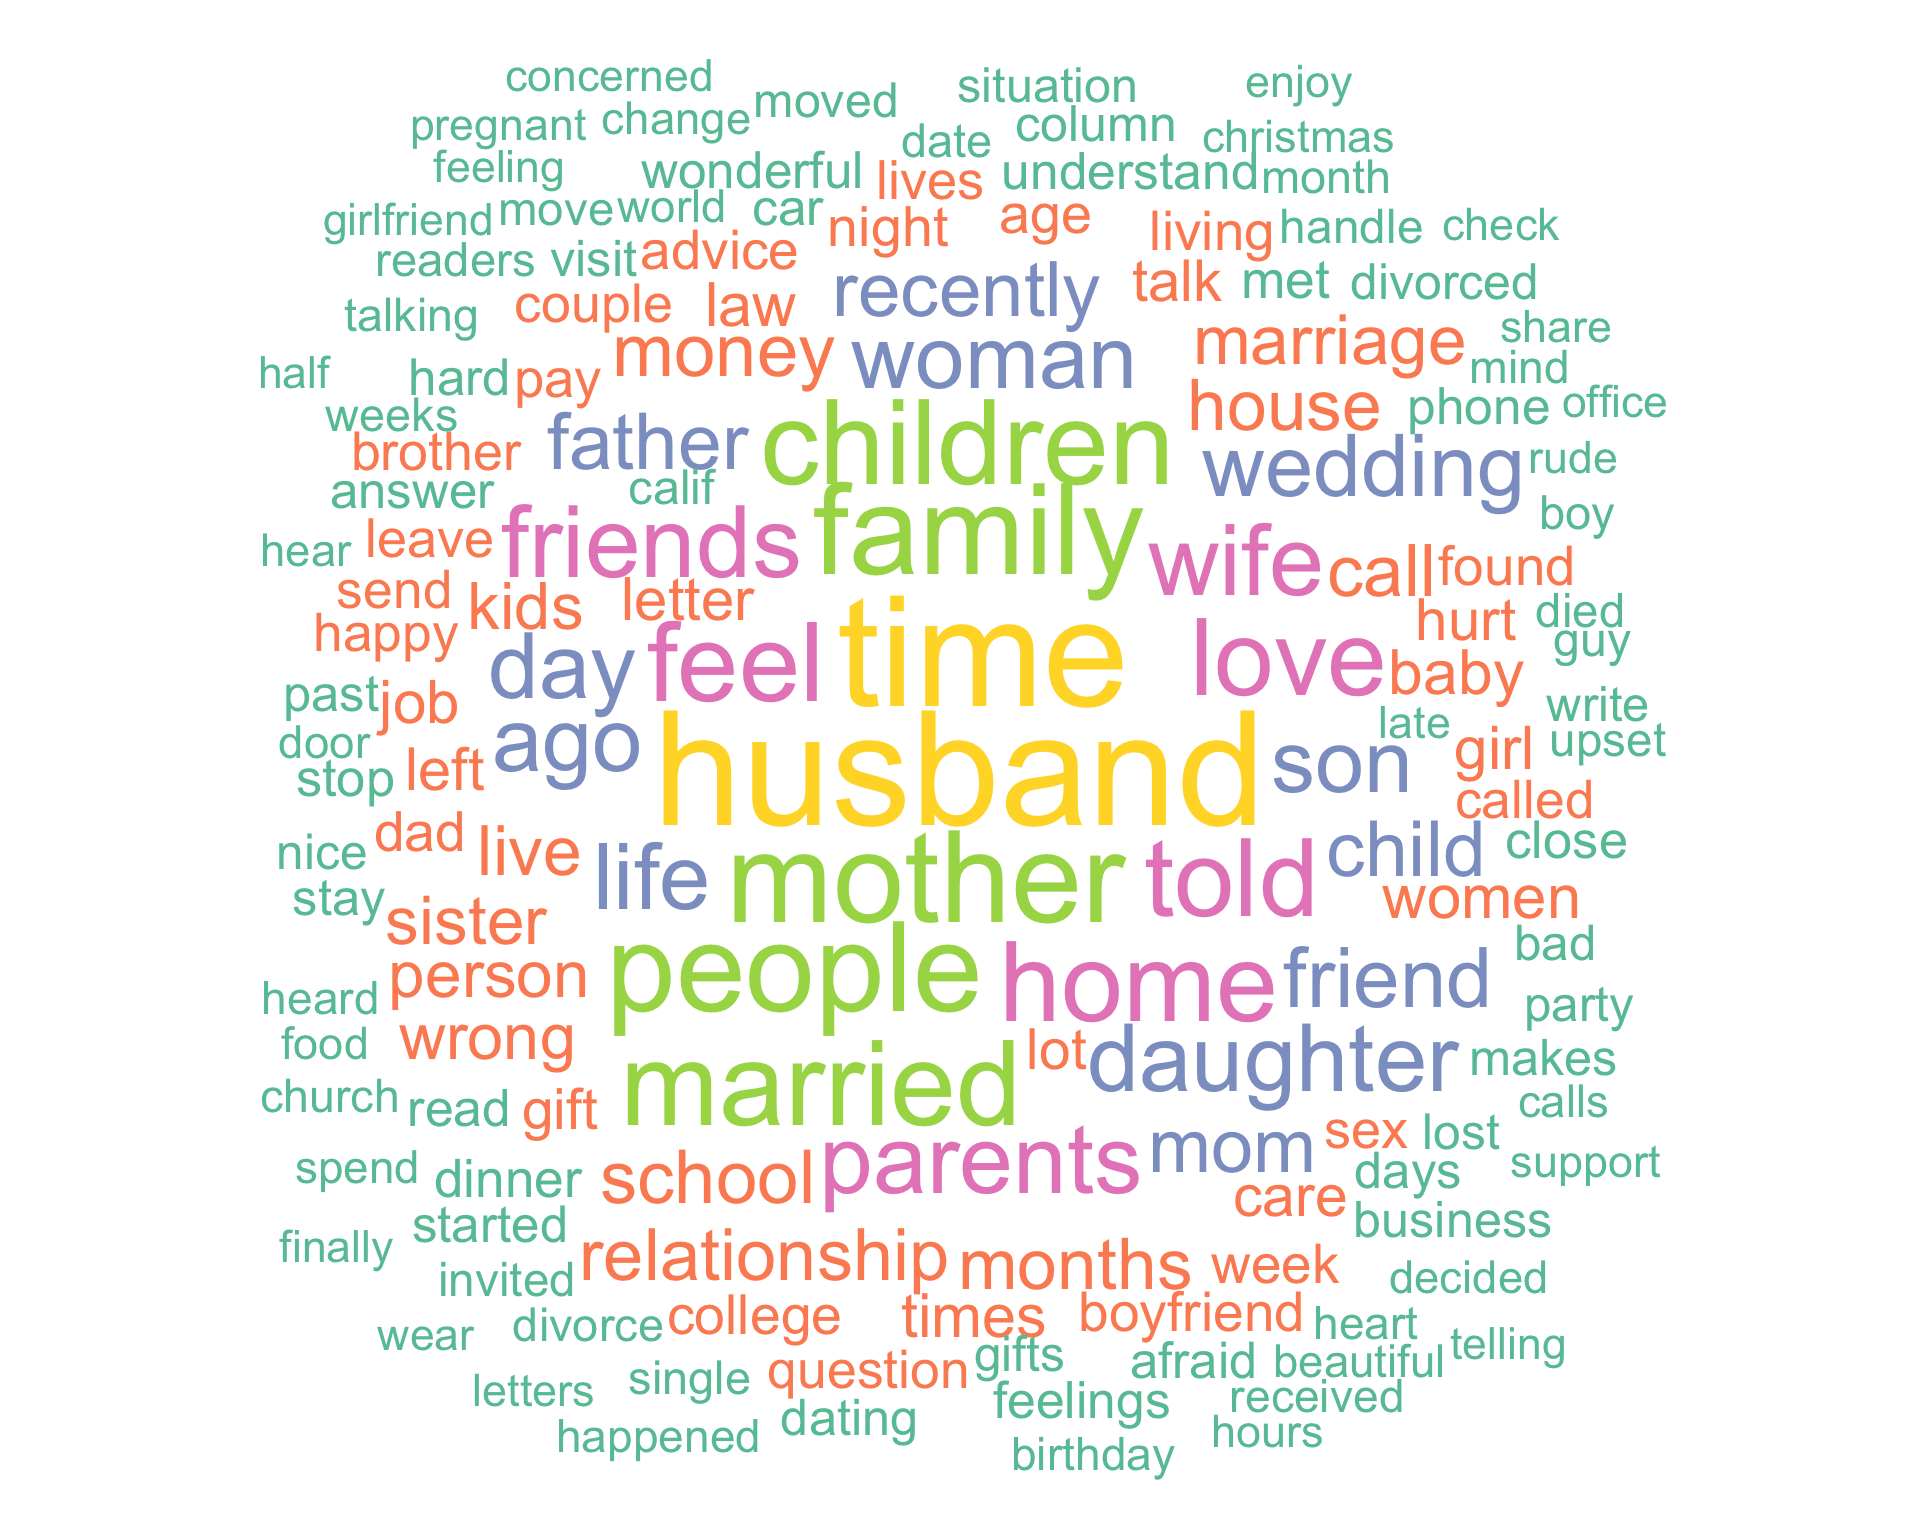 concerned situation enjoy
pregnant change moved date column christmas
feeling wonderful lives understand month
girlfriend move world car night age living handle check
readers visit advice recently talk met divorced
talking couple law marriage share
half hard pay money woman mind
weeks father children house phone office
brother wedding rude
answer calif boy
hear leave friends family wife call found
send kids letter hurt died
happy guy
day feel time love baby
past job write
door stop left ago husband son late girl upset
called
nice dad live life mother told child close
stay sister women
people home friend bad
heard person party
food wrong married lot daughter makes
church read gift calls
spend dinner school parents mom sex lost support
days
started care business
finally invited relationship months week decided
wear divorce college times boyfriend heart telling
letters single question gifts afraid beautiful
happened dating feelings received
birthday hours